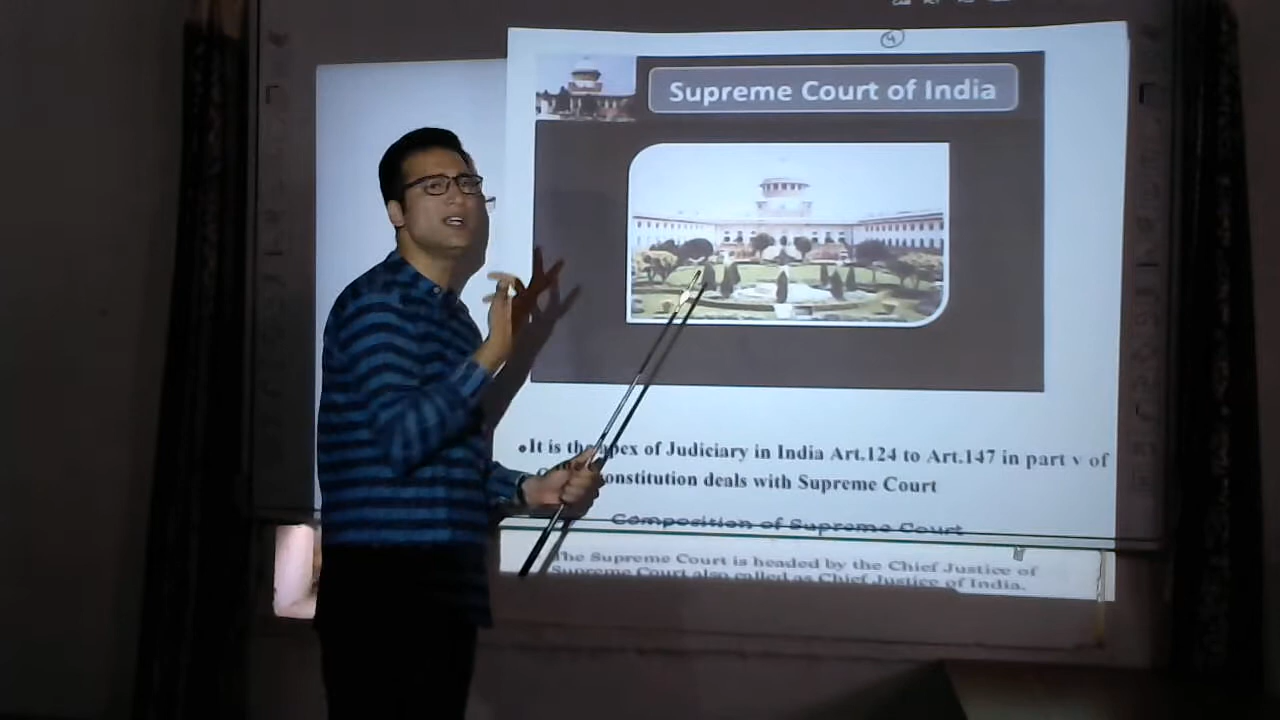 4
Supreme Court of India
•It is the apex of Judiciary in India Art.124 to Art.147 in part v of
onstitution deals with Supreme Court
Composition of Supreme Court
The Supreme Court is headed by the Chief Justice of
Supreme Court also called as Chief Justice of India.